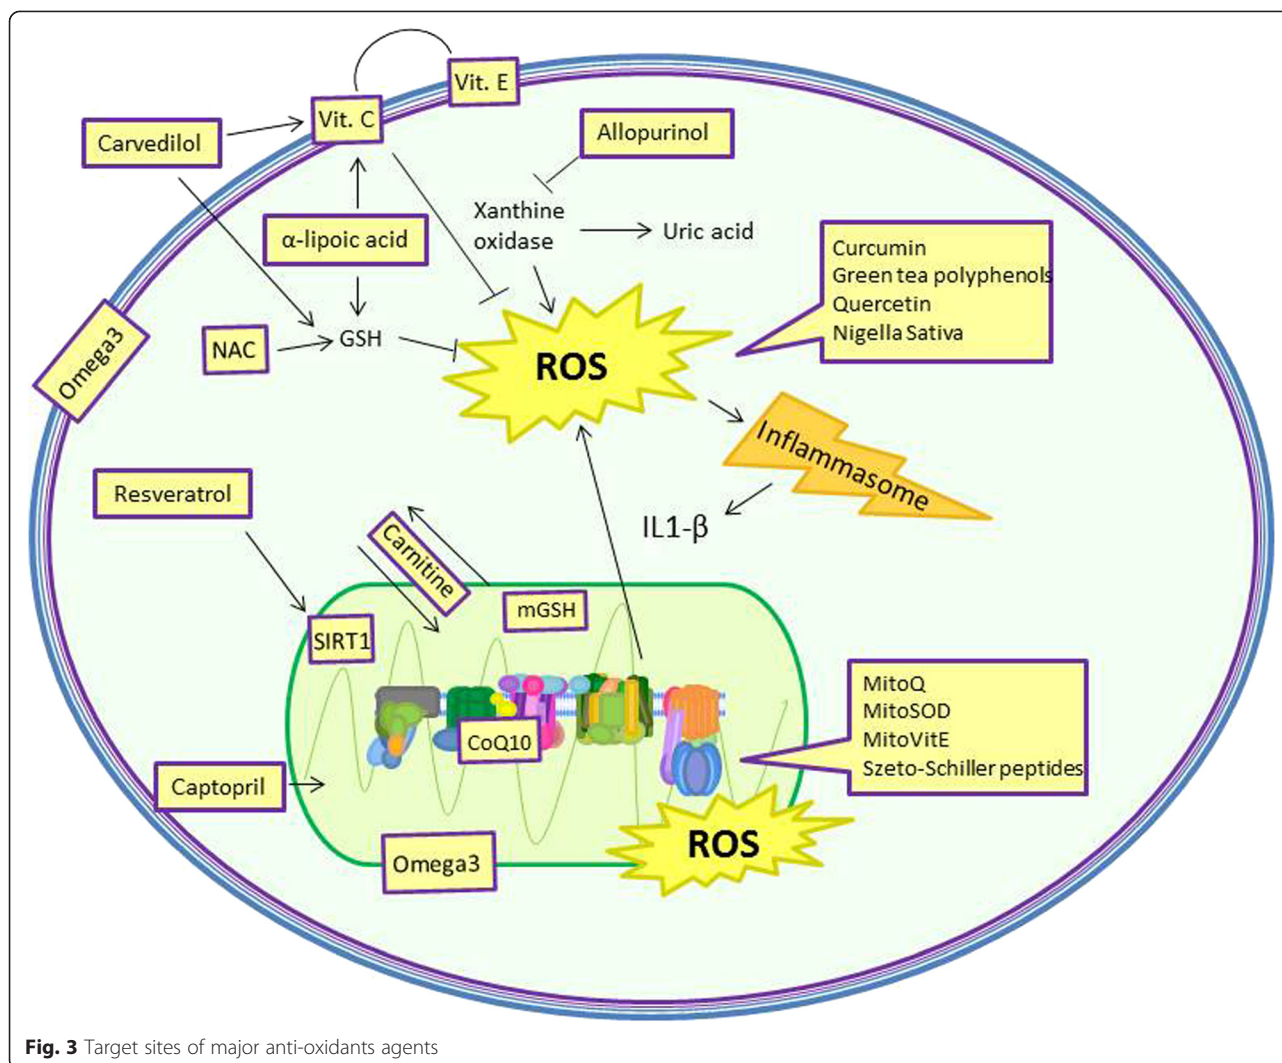 Vit. E
Vit. C
Carvedilol
Allopurinol
α-lipoic acid
Xanthine
oxidase
Uric acid
Curcumin
Green tea polyphenols
Quercetin
Nigella Sativa
Omega3
NAC
GSH
ROS
Inflammasome
IL1-β
Resveratrol
Carnitine
mGSH
SIRT1
CoQ10
MitoQ
MitoSOD
MitoVitE
Szeto-Schiller peptides
Captopril
ROS
Omega3
Fig. 3 Target sites of major anti-oxidants agents